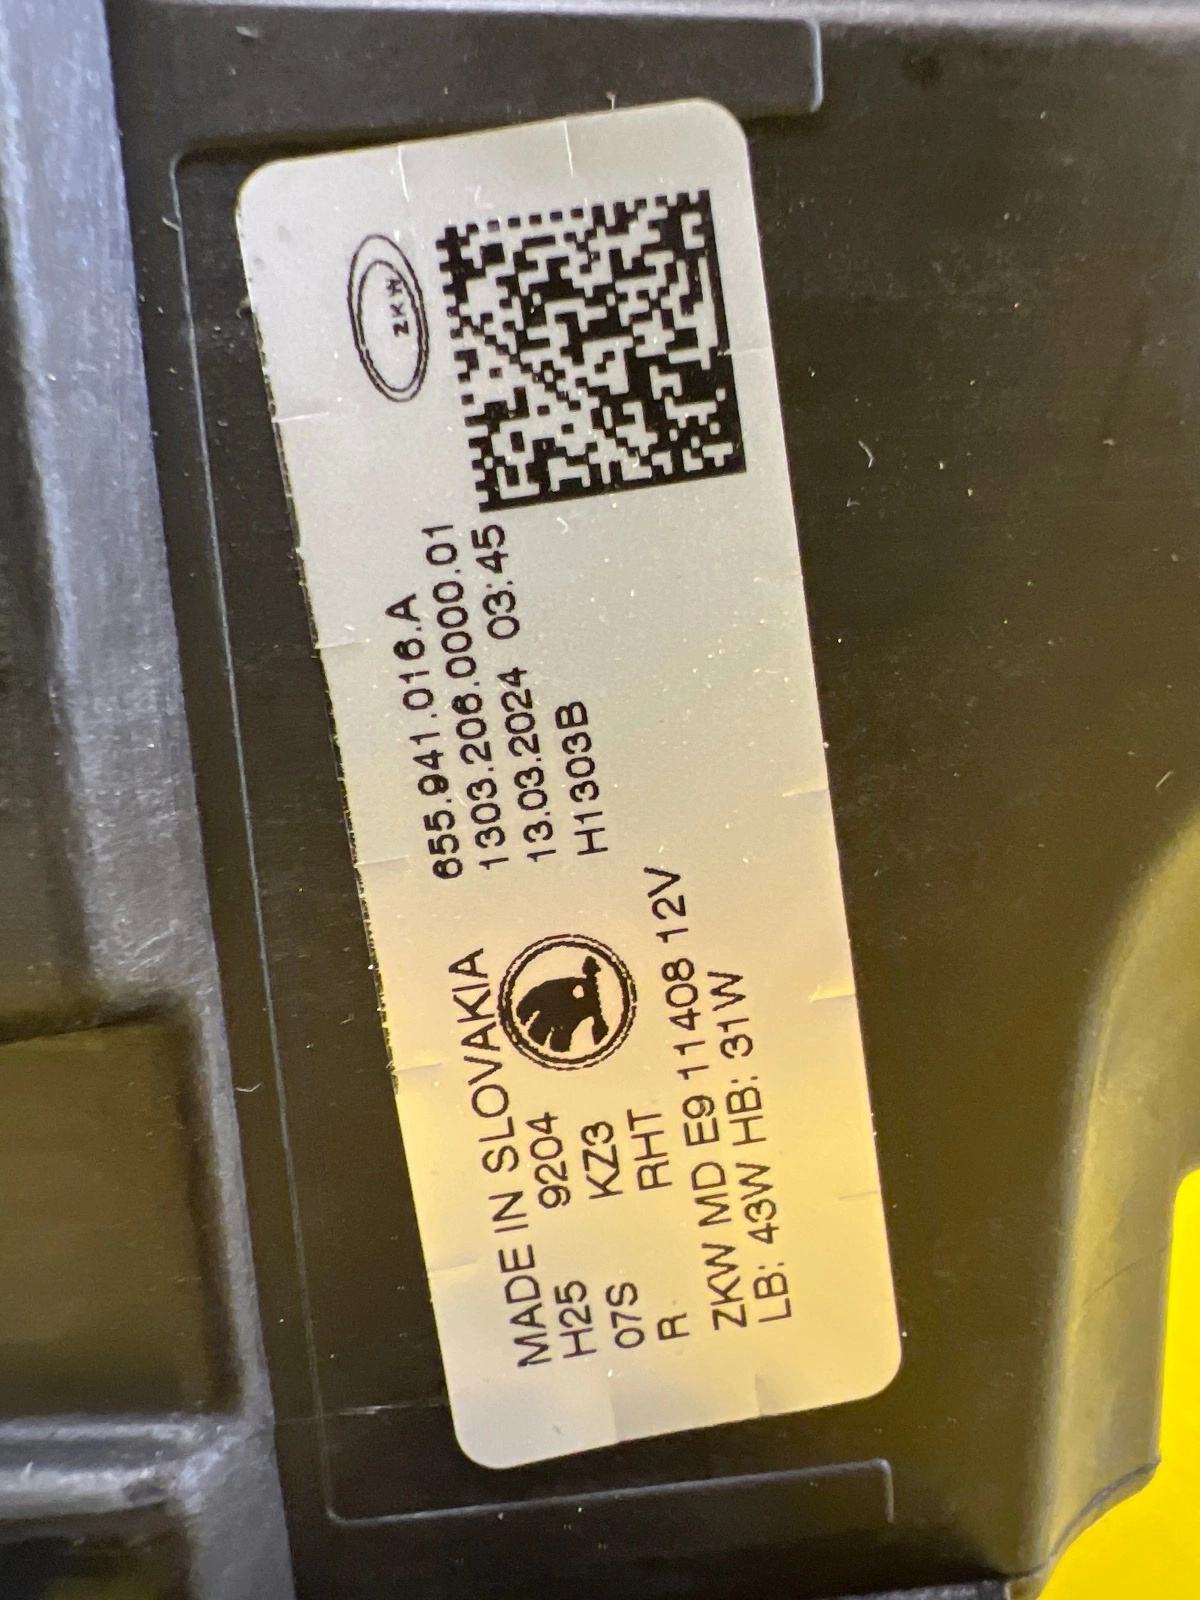 ZKW
655.941.016.A
1303.206.0000.01
13.03.2024 03:45
H1303B
MADE IN SLOVAKIA
H25 9204
07S KZ3
R RHT
ZKW MD E9 11408 12V
LB: 43W HB: 31W